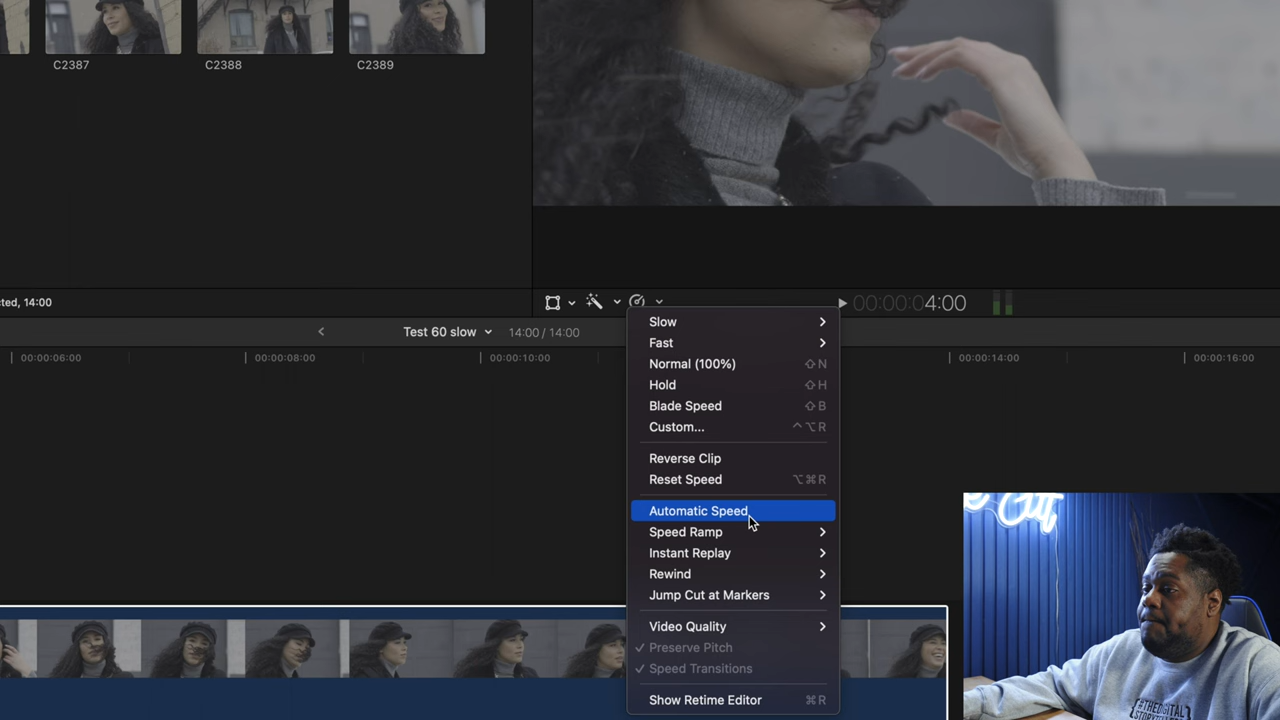 C2387
C2388
C2389
ted, 14:00
00:00:04:00
Test 60 slow
14:00 / 14:00
00:00:06:00
00:00:08:00
00:00:10:00
00:00:14:00
00:00:16:00
Slow
Fast
Normal (100%) ⇧N
Hold ⇧H
Blade Speed ⇧B
Custom... ^⌥R
Reverse Clip
Reset Speed ⌥⌘R
Automatic Speed
Speed Ramp
Instant Replay
Rewind
Jump Cut at Markers
Video Quality
✓ Preserve Pitch
✓ Speed Transitions
Show Retime Editor ⌘R
e Cut
#THEDIGITAL